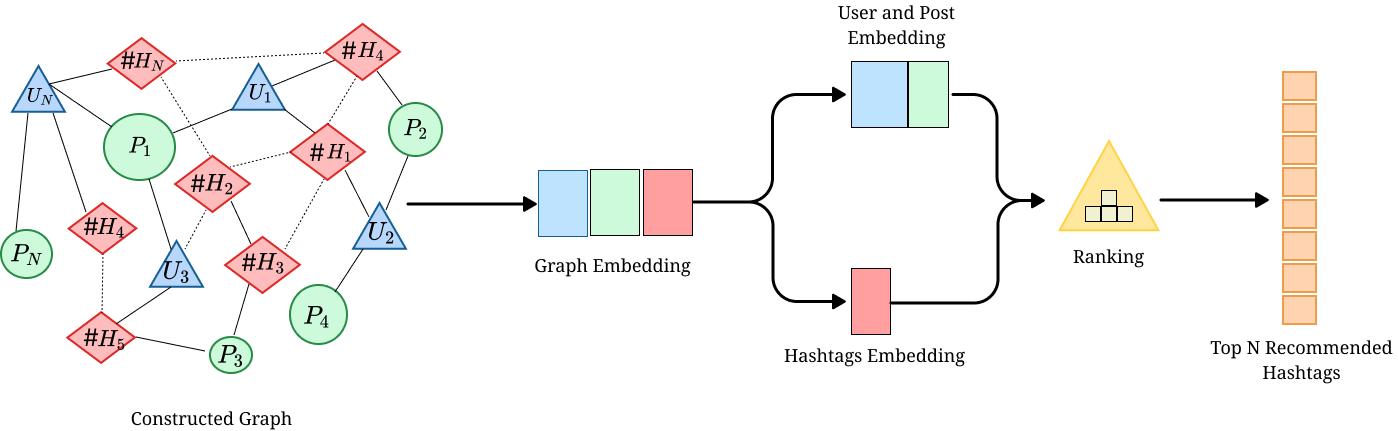 User and Post
Embedding
#H_N
#H_4
U_N
U_1
P_1
P_2
#H_1
#H_2
#H_4
U_2
P_N
U_3
#H_3
Graph Embedding
Ranking
P_4
#H_5
P_3
Hashtags Embedding
Top N Recommended
Hashtags
Constructed Graph